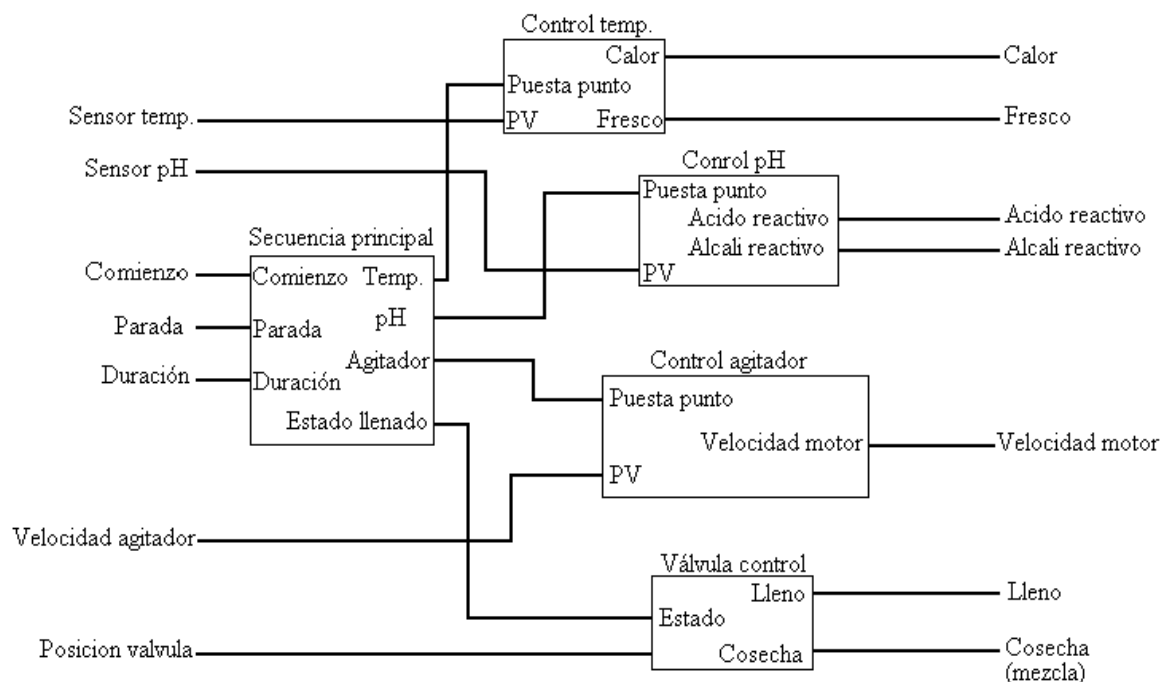 Control temp.
Calor
Calor
Puesta punto
Sensor temp.
PV
Fresco
Fresco
Sensor pH
Conrol pH
Puesta punto
Acido reactivo
Acido reactivo
Alcali reactivo
Alcali reactivo
PV
Secuencia principal
Comienzo
Comienzo
Temp.
pH
Parada
Parada
Agitador
Duración
Duración
Estado llenado
Control agitador
Puesta punto
Velocidad motor
Velocidad motor
PV
Velocidad agitador
Válvula control
Lleno
Lleno
Estado
Posicion valvula
Cosecha
Cosecha
(mezcla)